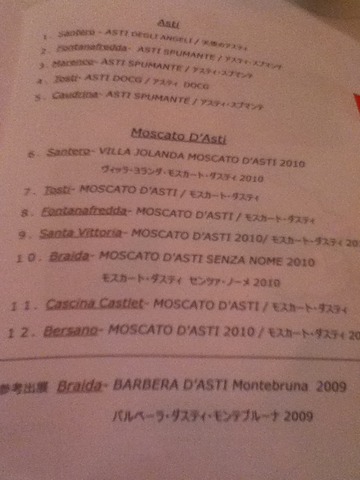 Asti
1. Santero- ASTI DEGLI ANGELI / 天使のアスティ
2. Fontanafredda- ASTI SPUMANTE / アスティ・スプマンテ
3. Marenco- ASTI SPUMANTE / アスティ・スプマンテ
4. Tosti- ASTI DOCG / アスティ DOCG
5. Caudrina- ASTI SPUMANTE / アスティ・スプマンテ
Moscato D'Asti
6. Santero- VILLA JOLANDA MOSCATO D'ASTI 2010
ヴィッラ・ヨランダ・モスカート・ダスティ 2010
7. Tosti- MOSCATO D'ASTI / モスカート・ダスティ
8. Fontanafredda- MOSCATO D'ASTI / モスカート・ダスティ
9. Santa Vittoria- MOSCATO D'ASTI 2010/ モスカート・ダスティ 20
10. Braida- MOSCATO D'ASTI SENZA NOME 2010
モスカート・ダスティ センツァ・ノーメ 2010
11. Cascina Castlet- MOSCATO D'ASTI / モスカート・ダスティ
12. Bersano- MOSCATO D'ASTI 2010 / モスカート・ダスティ 20
参考出展 Braida- BARBERA D'ASTI Montebruna 2009
バルベーラ・ダスティ・モンテブルーナ 2009